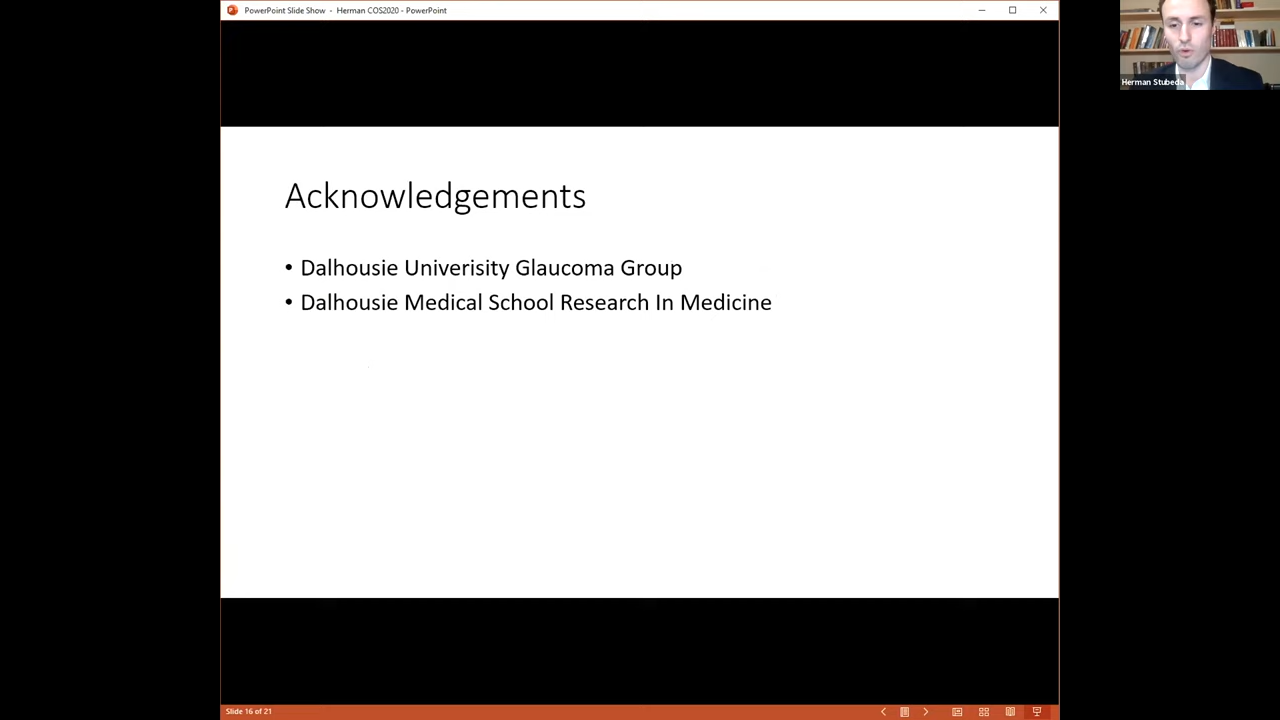 PowerPoint Slide Show - Herman COS2020 - PowerPoint
Herman Stubeda
Acknowledgements
• Dalhousie Univerisity Glaucoma Group
• Dalhousie Medical School Research In Medicine
Slide 16 of 21